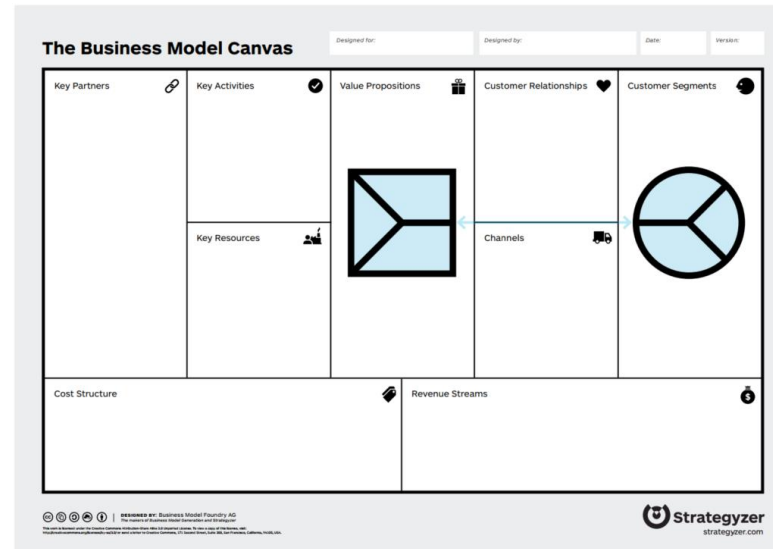 The Business Model Canvas
Designed for:
Designed by:
Date:
Version:
Key Partners
Key Activities
Value Propositions
Customer Relationships
Customer Segments
Key Resources
Channels
Cost Structure
Revenue Streams
DESIGNED BY: Business Model Foundry AG
The makers of Business Model Generation and Strategyzer
Strategyzer
strategyzer.com